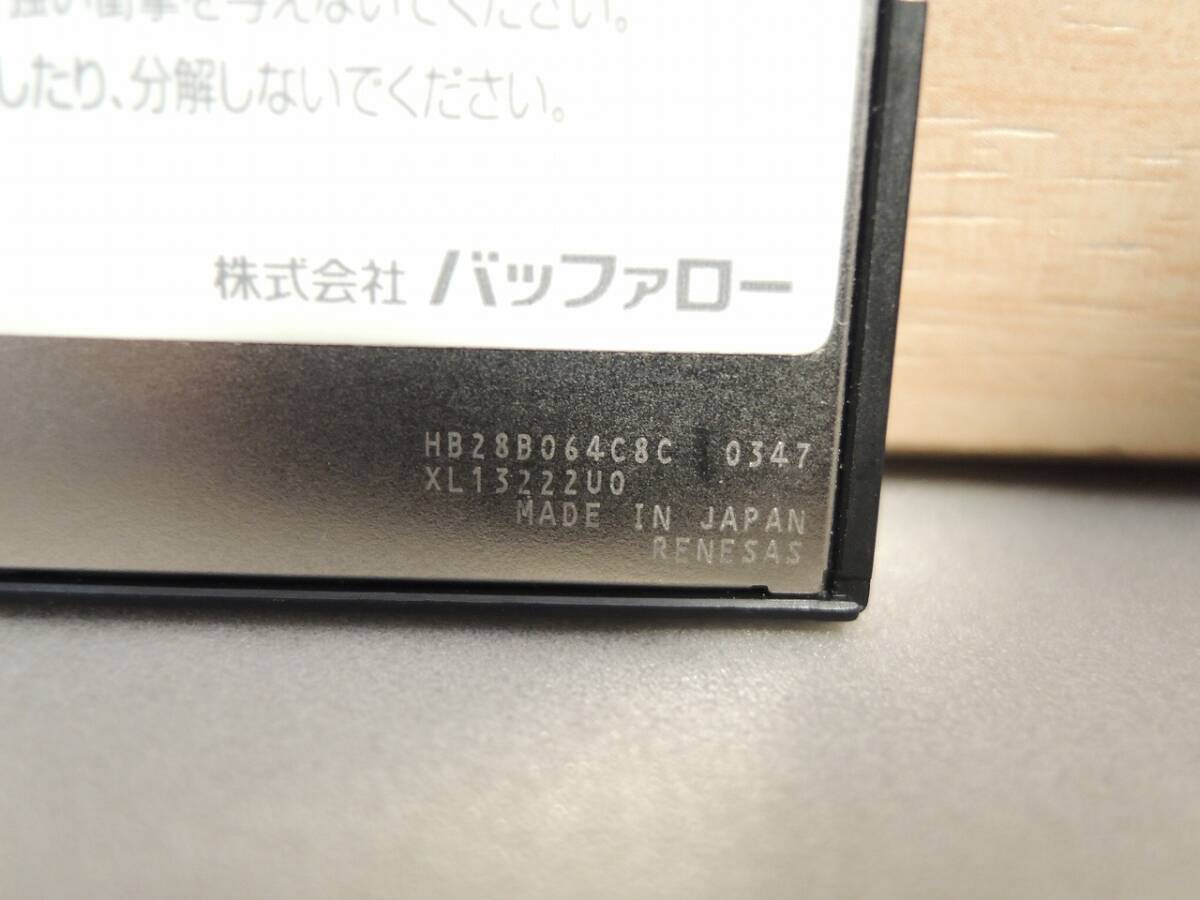 強い衝撃を与えないでください。
したり、分解しないでください。
株式会社 バッファロー
HB28B064C8C 0347
XL13222U0
MADE IN JAPAN
RENESAS